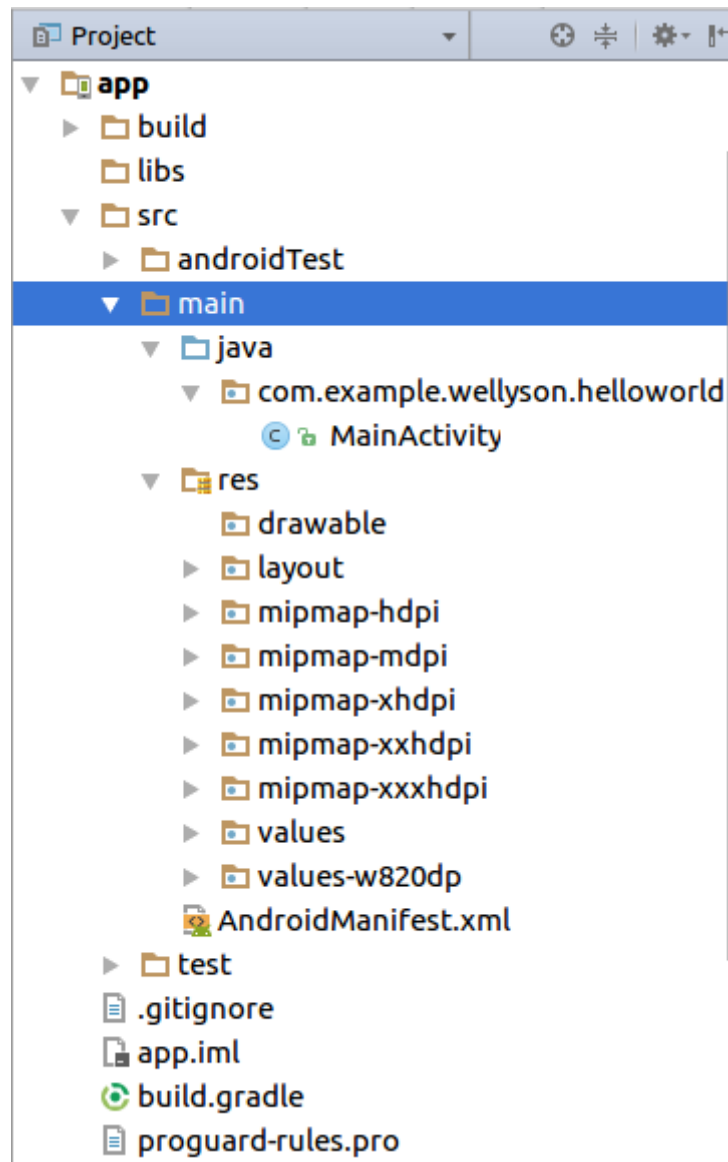 Project
app
build
libs
src
androidTest
main
java
com.example.wellyson.helloworld
MainActivity
res
drawable
layout
mipmap-hdpi
mipmap-mdpi
mipmap-xhdpi
mipmap-xxhdpi
mipmap-xxxhdpi
values
values-w820dp
AndroidManifest.xml
test
.gitignore
app.iml
build.gradle
proguard-rules.pro